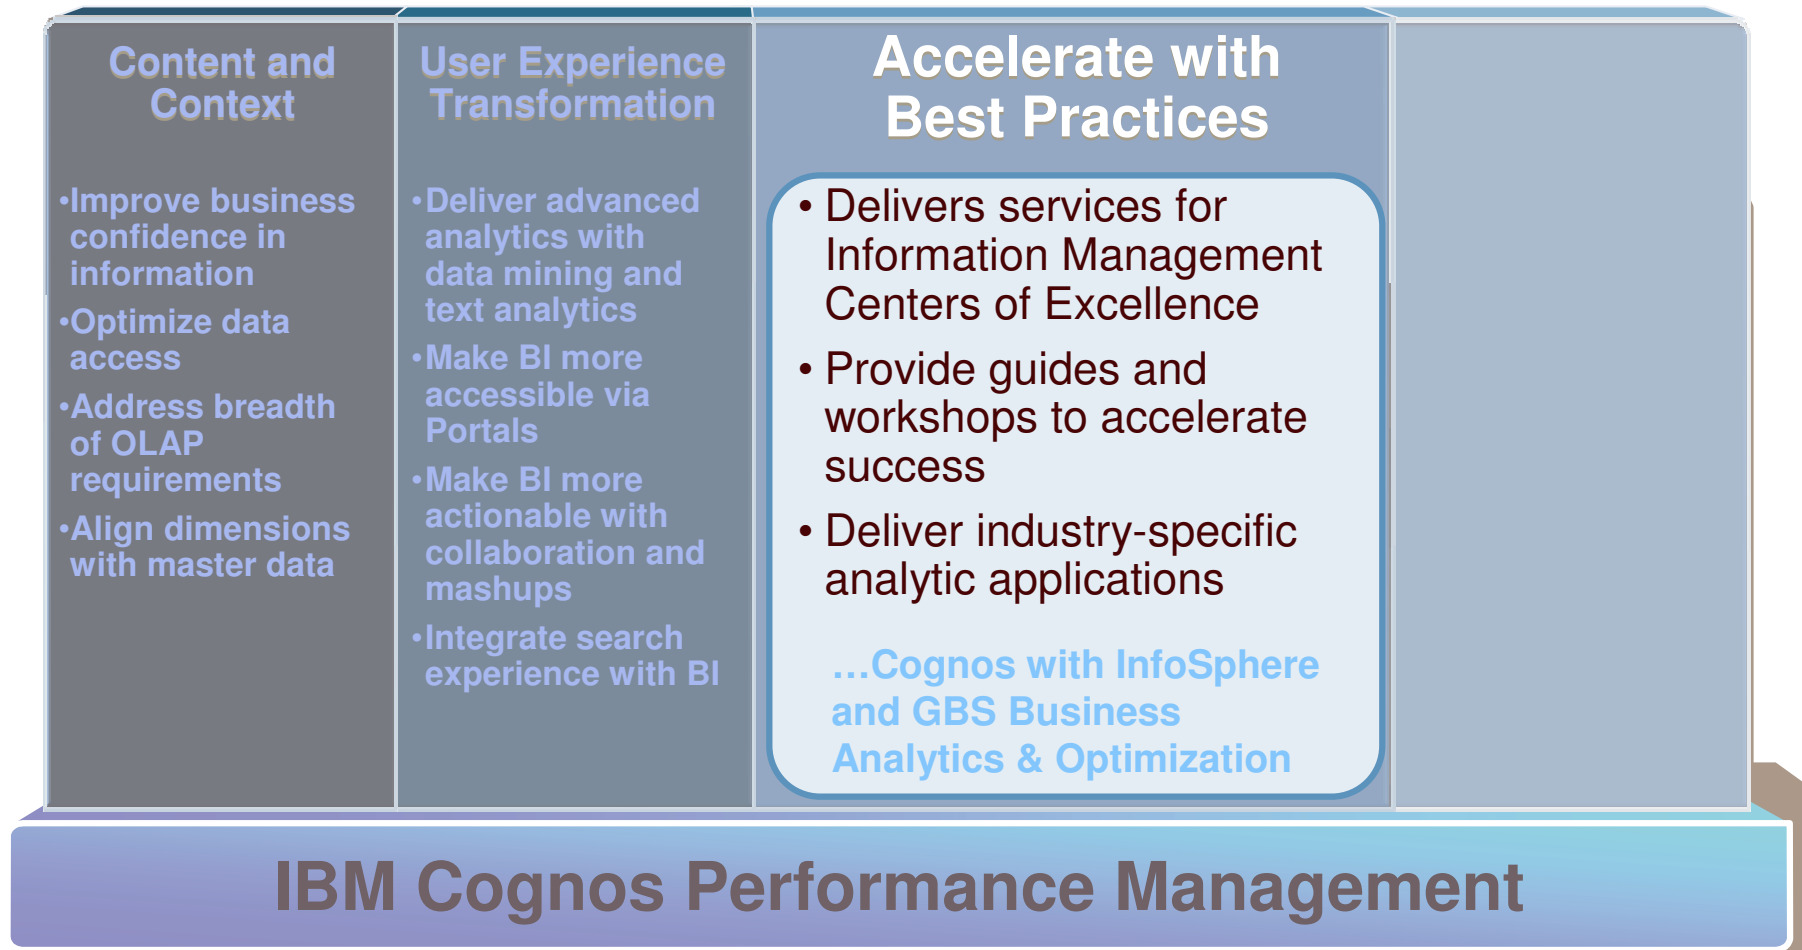 Content and
Context
•Improve business
confidence in
information
•Optimize data
access
•Address breadth
of OLAP
requirements
•Align dimensions
with master data
User Experience
Transformation
•Deliver advanced
analytics with
data mining and
text analytics
•Make BI more
accessible via
Portals
•Make BI more
actionable with
collaboration and
mashups
•Integrate search
experience with BI
Accelerate with
Best Practices
• Delivers services for
Information Management
Centers of Excellence
• Provide guides and
workshops to accelerate
success
• Deliver industry-specific
analytic applications
…Cognos with InfoSphere
and GBS Business
Analytics & Optimization
IBM Cognos Performance Management